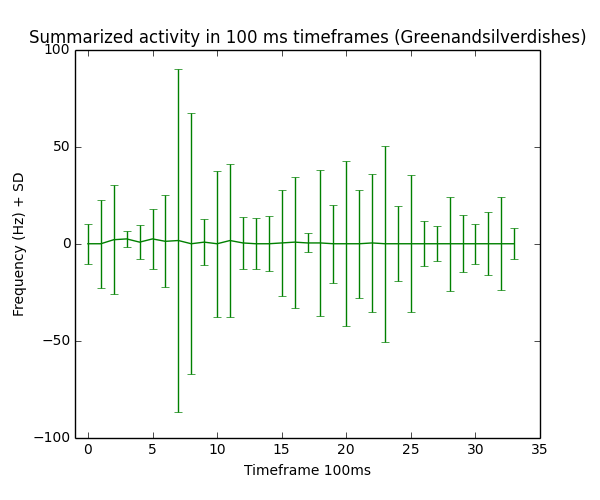 Summarized activity in 100 ms timeframes (Greenandsilverdishes)
100
50
0
−50
−100
Frequency (Hz) + SD
0 5 10 15 20 25 30 35
Timeframe 100ms